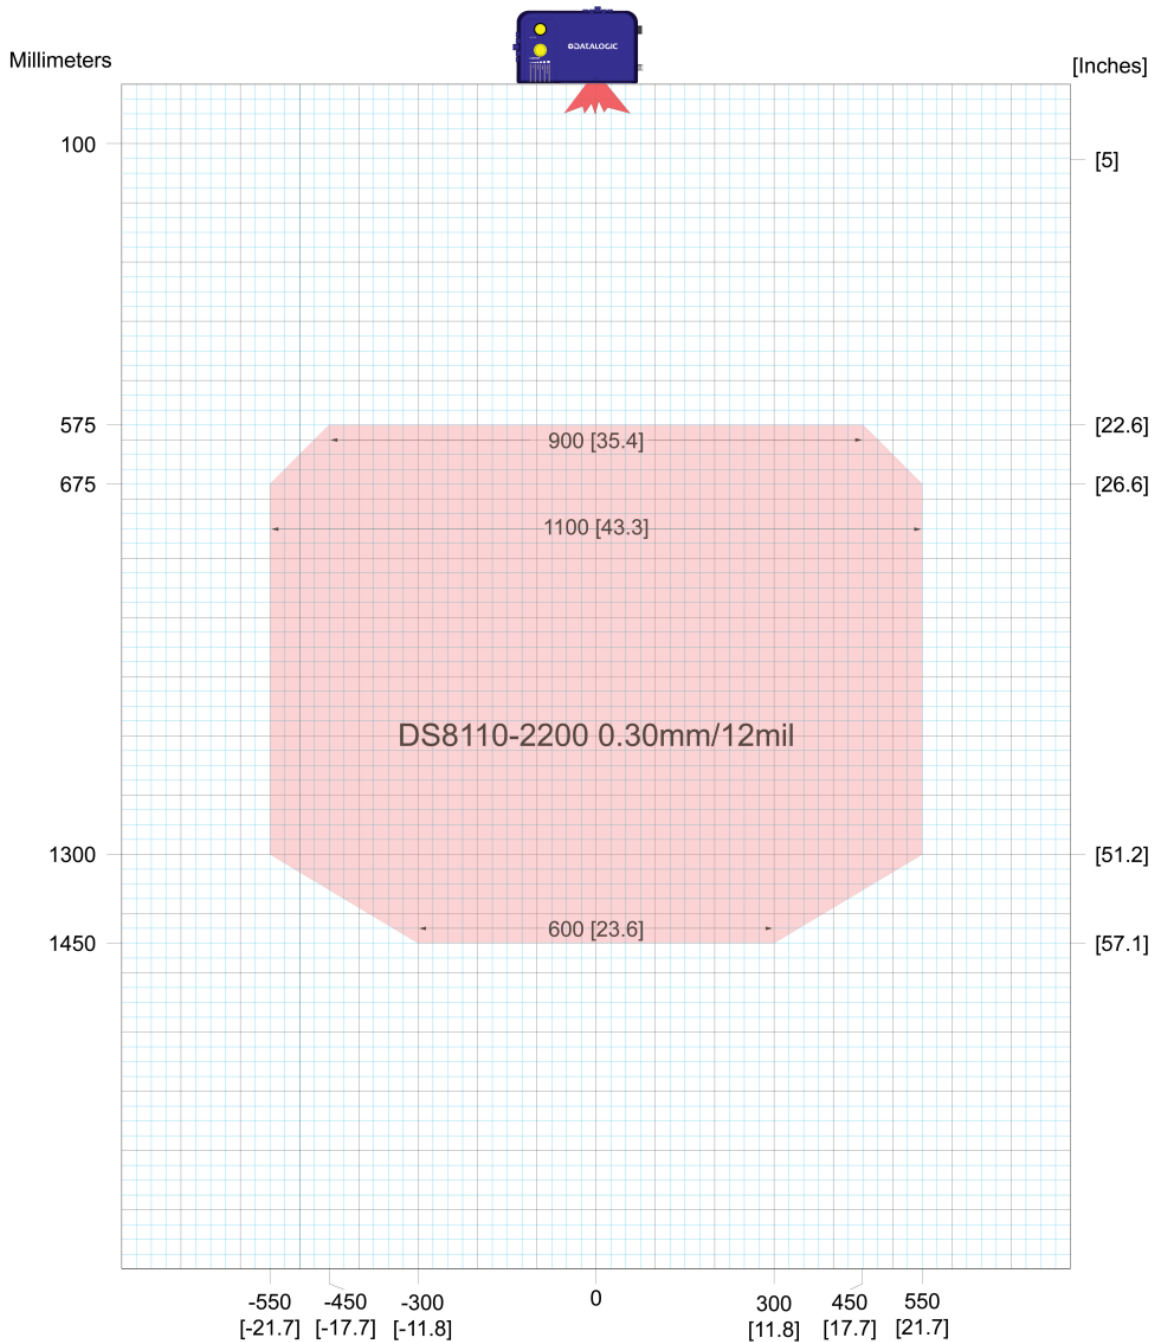 DATALOGIC
Millimeters
[Inches]
100
[5]
575
[22.6]
900 [35.4]
675
[26.6]
1100 [43.3]
DS8110-2200 0.30mm/12mil
1300
[51.2]
600 [23.6]
1450
[57.1]
-550 -450 -300 0 300 450 550
[-21.7] [-17.7] [-11.8] [11.8] [17.7] [21.7]